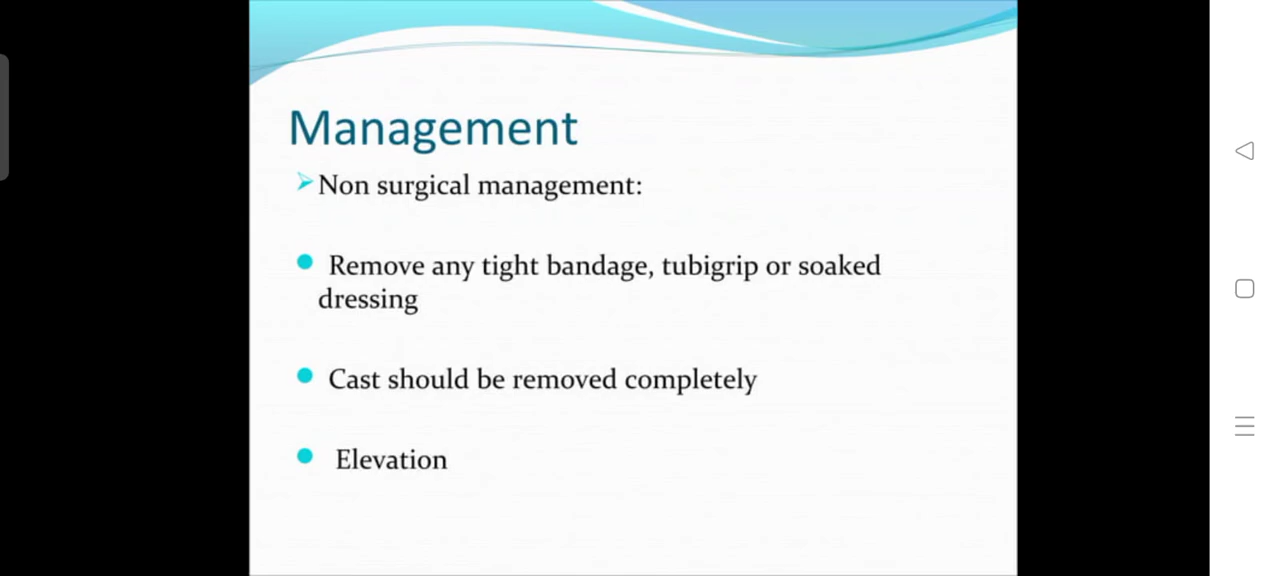 Management
Non surgical management:
Remove any tight bandage, tubigrip or soaked
dressing
Cast should be removed completely
Elevation